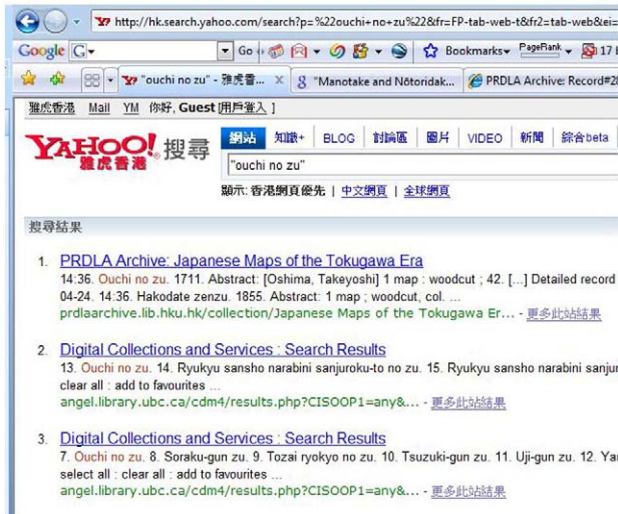 http://hk.search.yahoo.com/search?p=%22ouchi+no+zu%22&fr=FP-tab-web-t&fr2=tab-web&ei=
Google G Go Bookmarks PageRank 17 b
"ouchi no zu" - 雅虎香... "Manotake and Nōtoridak... PRDLA Archive: Record#28
雅虎香港 Mail YM 你好, Guest [用戶登入 ]
YAHOO! 雅虎香港 搜尋
網站 知識+ BLOG 討論區 圖片 VIDEO 新聞 綜合beta
"ouchi no zu"
顯示: 香港網頁優先 | 中文網頁 | 全球網頁
搜尋結果
1. PRDLA Archive: Japanese Maps of the Tokugawa Era
14:36. Ouchi no zu. 1711. Abstract: [Oshima, Takeyoshi] 1 map : woodcut ; 42. [...] Detailed record
04-24. 14:36. Hakodate zenzu. 1855. Abstract: 1 map ; woodcut, col. ...
prdlaarchive.lib.hku.hk/collection/Japanese Maps of the Tokugawa Er... - 更多此站結果
2. Digital Collections and Services : Search Results
13. Ouchi no zu. 14. Ryukyu sansho narabini sanjuroku-to no zu. 15. Ryukyu sansho narabini sanjur
clear all : add to favourites ...
angel.library.ubc.ca/cdm4/results.php?CISOOP1=any&... - 更多此站結果
3. Digital Collections and Services : Search Results
7. Ouchi no zu. 8. Soraku-gun zu. 9. Tozai ryokyo no zu. 10. Tsuzuki-gun zu. 11. Uji-gun zu. 12. Yar
select all : clear all : add to favourites ...
angel.library.ubc.ca/cdm4/results.php?CISOOP1=any&... - 更多此站結果